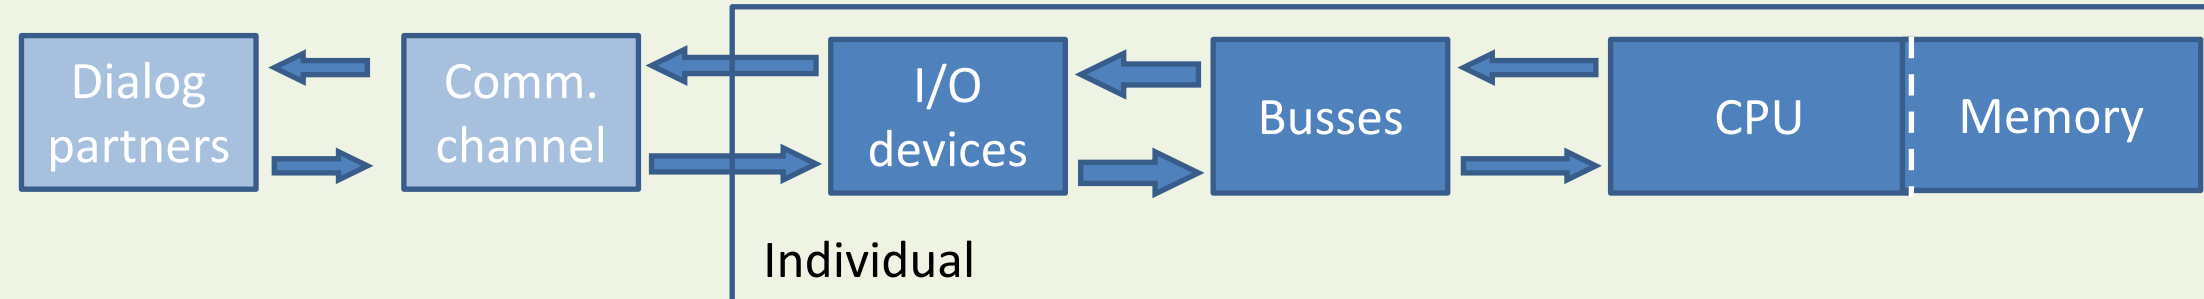 Dialog
partners
Comm.
channel
I/O
devices
Busses
CPU
Memory
Individual